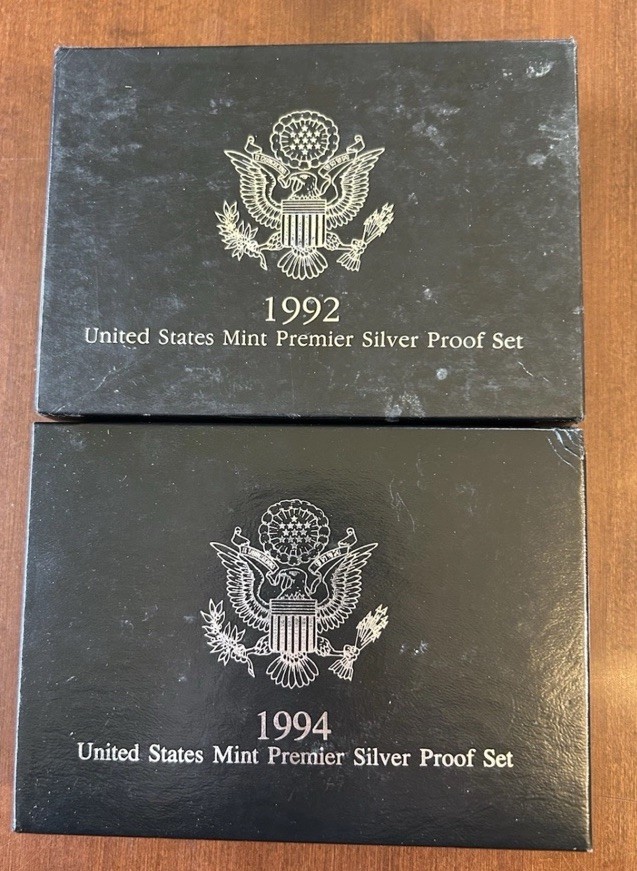 1992
United States Mint Premier Silver Proof Set
1994
United States Mint Premier Silver Proof Set